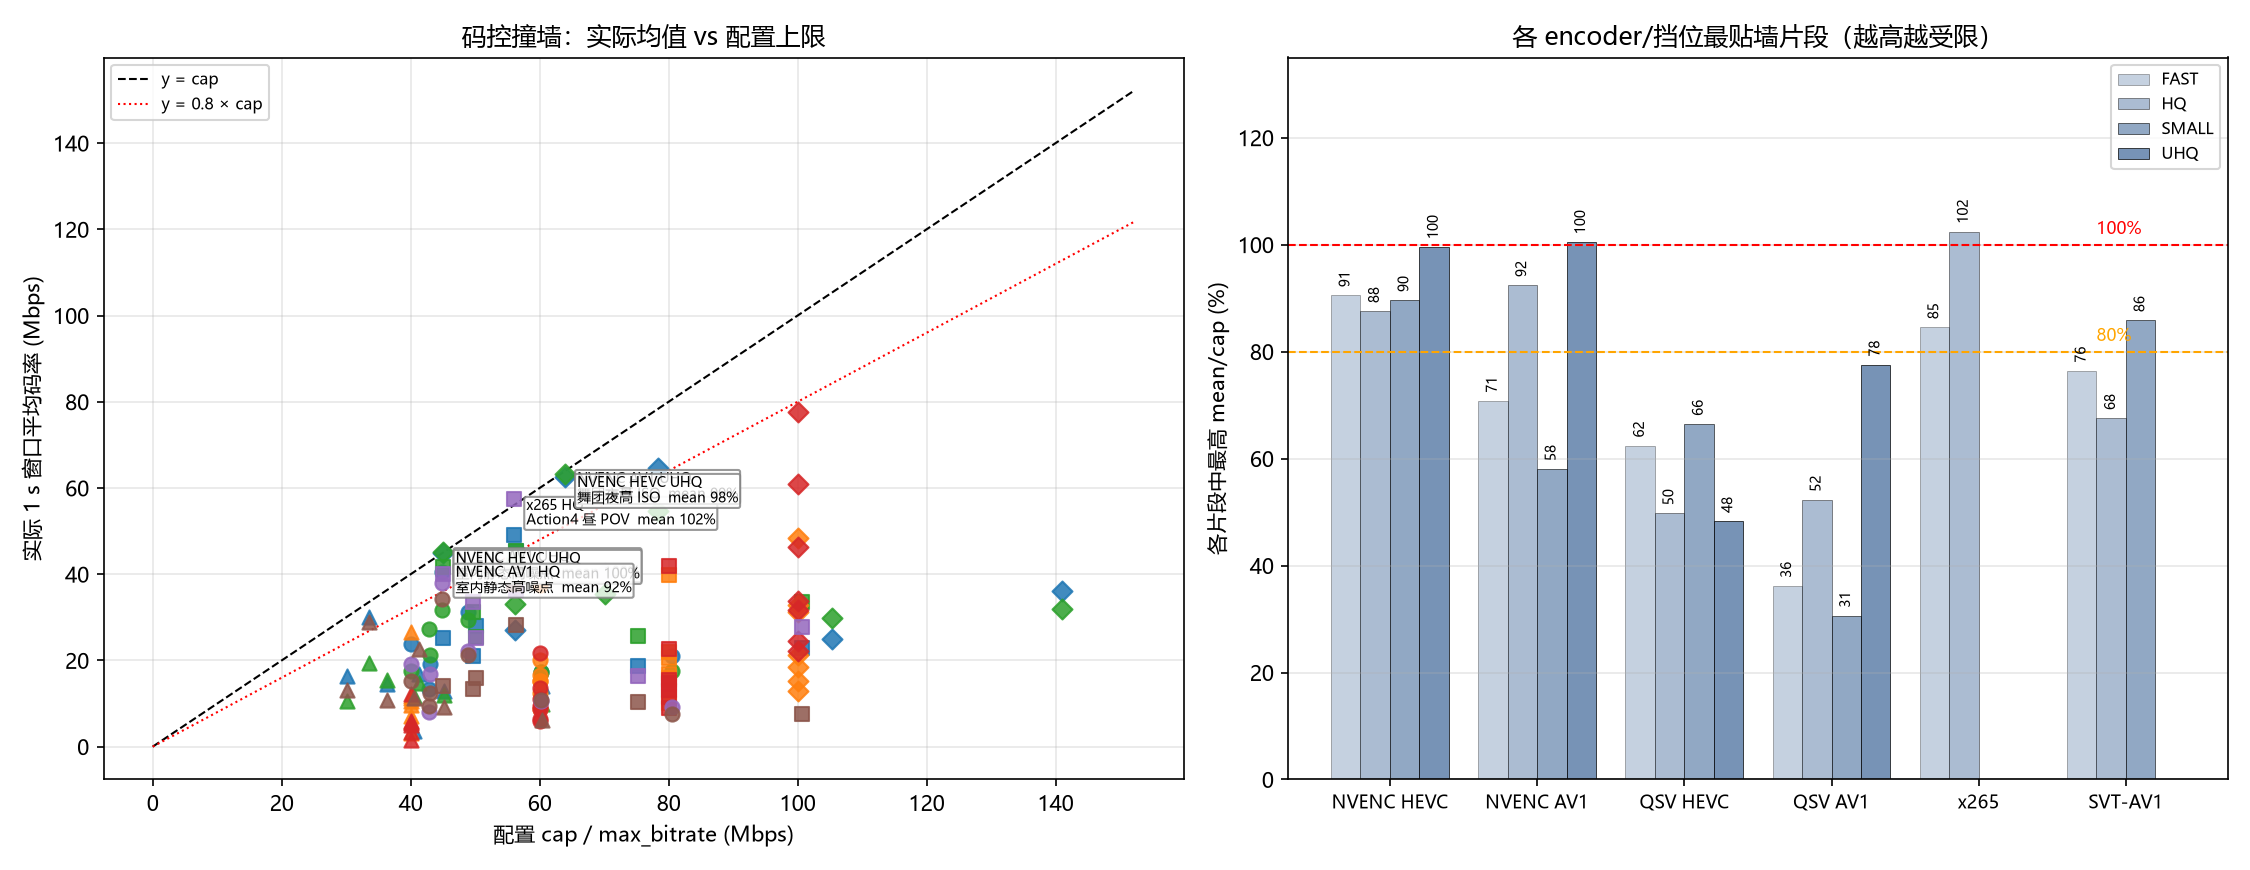 码控撞墙：实际均值 vs 配置上限
y = cap
y = 0.8 × cap
实际 1 s 窗口平均码率 (Mbps)
140
120
100
80
60
40
20
0
NVENC HEVC UHQ
舞团夜高 ISO mean 98%
x265 HQ
Action4 昼 POV mean 102%
NVENC HEVC UHQ
mean 100%
NVENC AV1 HQ
室内静态高噪点 mean 92%
0 20 40 60 80 100 120 140
配置 cap / max_bitrate (Mbps)
各 encoder/挡位最贴墙片段（越高越受限）
FAST
HQ
SMALL
UHQ
各片段中最高 mean/cap (%)
120
100
80
60
40
20
0
100%
80%
91 88 90 100
71 92 58 100
62 50 66 48
36 52 31 78
85 102
76 68 86
NVENC HEVC NVENC AV1 QSV HEVC QSV AV1 x265 SVT-AV1